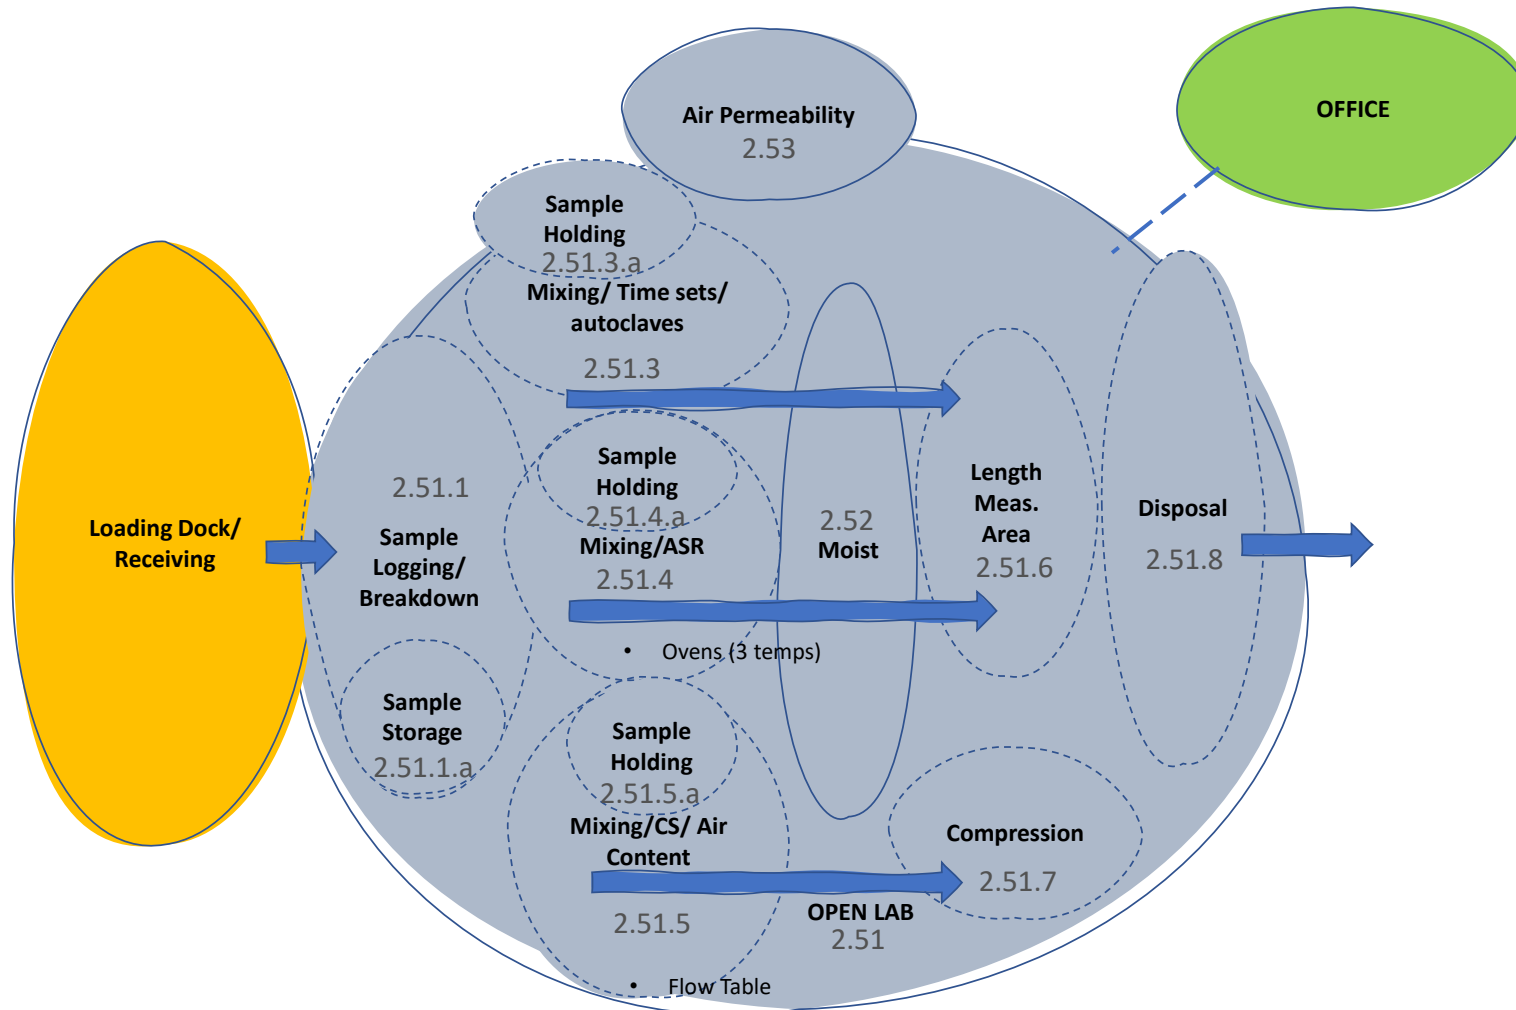 Air Permeability
2.53
OFFICE
Sample
Holding
2.51.3.a
Mixing/ Time sets/
autoclaves
2.51.3
Loading Dock/
Receiving
2.51.1
Sample
Logging/
Breakdown
Sample
Storage
2.51.1.a
Sample
Holding
2.51.4.a
Mixing/ASR
2.51.4
• Ovens (3 temps)
2.52
Moist
Length
Meas.
Area
2.51.6
Disposal
2.51.8
Sample
Holding
2.51.5.a
Mixing/CS/ Air
Content
2.51.5
• Flow Table
Compression
2.51.7
OPEN LAB
2.51